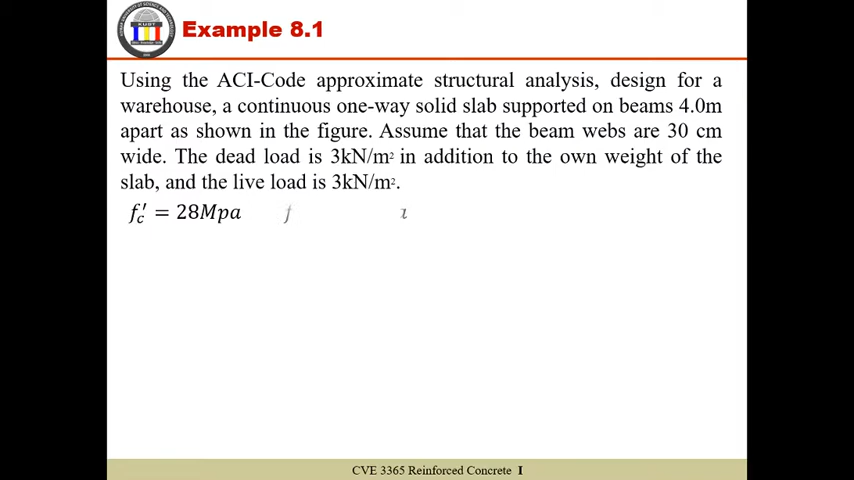 Example 8.1
Using the ACI-Code approximate structural analysis, design for a
warehouse, a continuous one-way solid slab supported on beams 4.0m
apart as shown in the figure. Assume that the beam webs are 30 cm
wide. The dead load is 3kN/m² in addition to the own weight of the
slab, and the live load is 3kN/m².
f′c = 28Mpa f
CVE 3365 Reinforced Concrete I